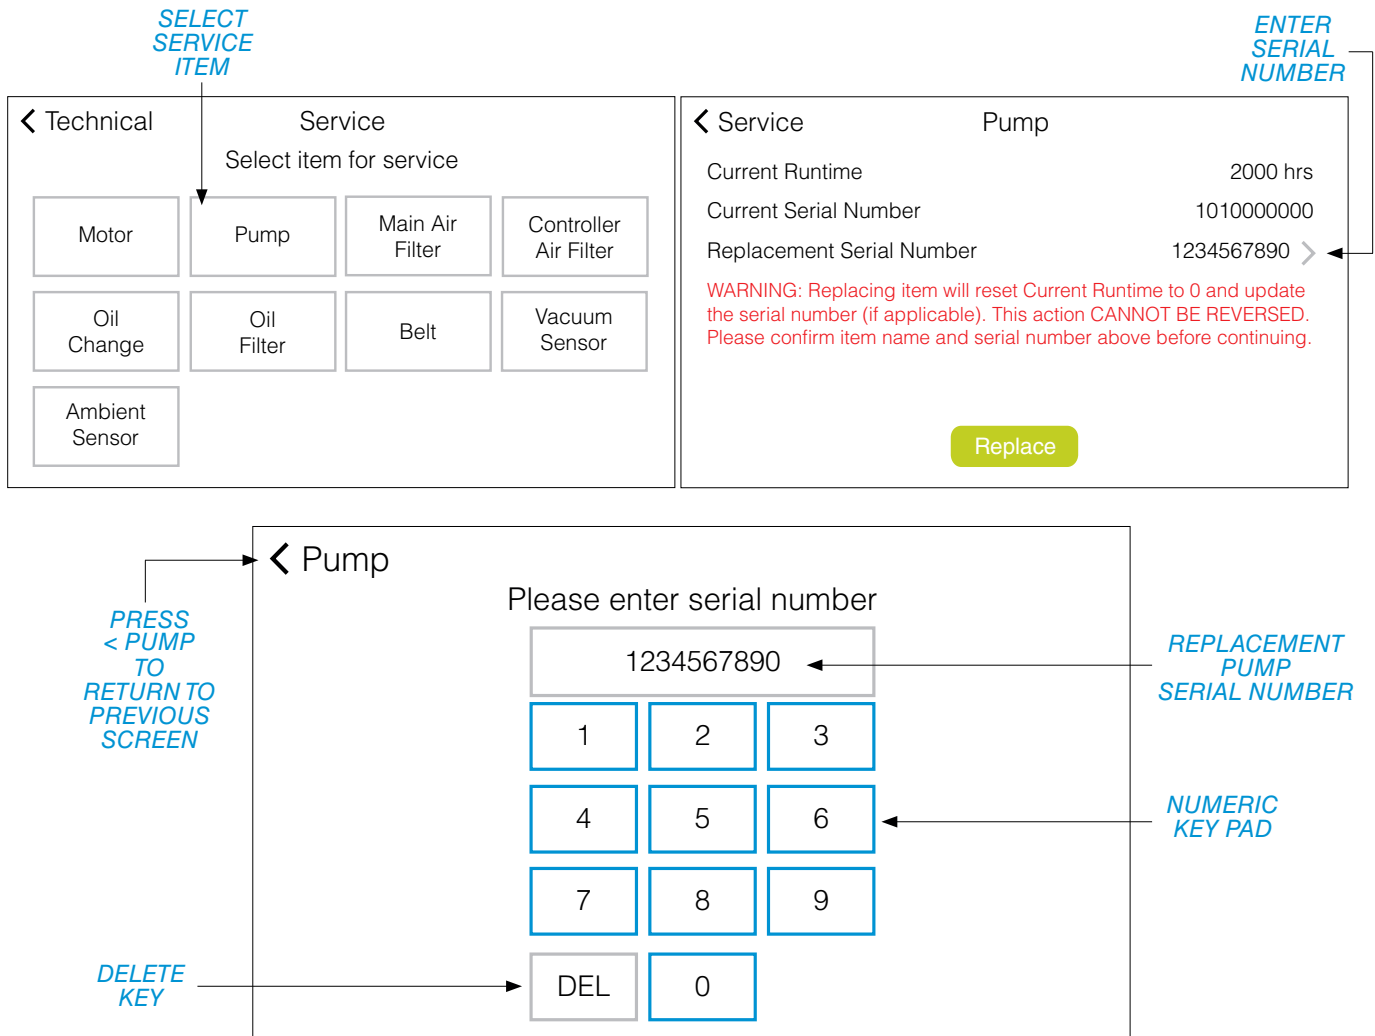 SELECT
SERVICE
ITEM
ENTER
SERIAL
NUMBER
Technical
Service
Select item for service
Motor
Pump
Main Air
Filter
Controller
Air Filter
Oil
Change
Oil
Filter
Belt
Vacuum
Sensor
Ambient
Sensor
Service
Pump
Current Runtime 2000 hrs
Current Serial Number 1010000000
Replacement Serial Number 1234567890
WARNING: Replacing item will reset Current Runtime to 0 and update
the serial number (if applicable). This action CANNOT BE REVERSED.
Please confirm item name and serial number above before continuing.
Replace
Pump
Please enter serial number
1234567890
1 2 3
4 5 6
7 8 9
DEL 0
PRESS
< PUMP
TO
RETURN TO
PREVIOUS
SCREEN
REPLACEMENT
PUMP
SERIAL NUMBER
NUMERIC
KEY PAD
DELETE
KEY